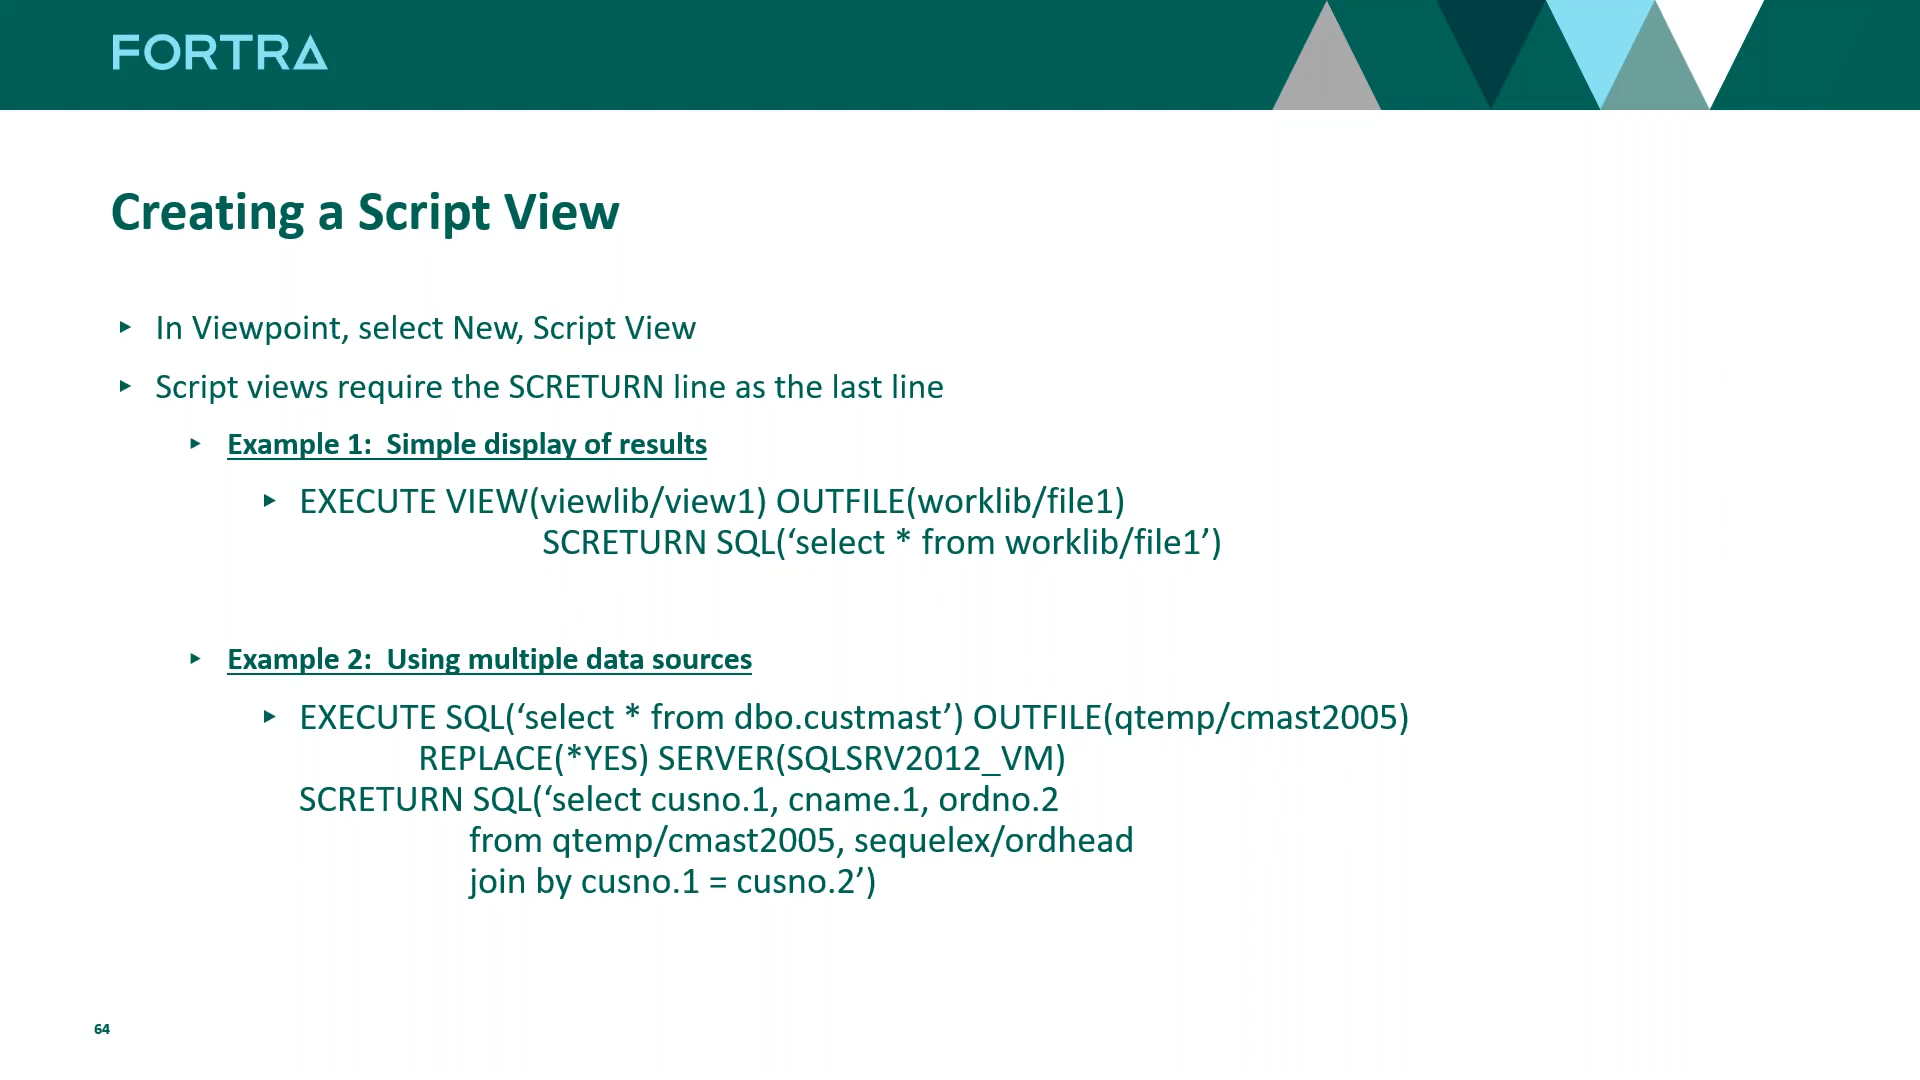 FORTRA
Creating a Script View
▸ In Viewpoint, select New, Script View
▸ Script views require the SCRETURN line as the last line
▸ Example 1:  Simple display of results
▸ EXECUTE VIEW(viewlib/view1) OUTFILE(worklib/file1)
SCRETURN SQL(‘select * from worklib/file1’)
▸ Example 2:  Using multiple data sources
▸ EXECUTE SQL(‘select * from dbo.custmast’) OUTFILE(qtemp/cmast2005)
REPLACE(*YES) SERVER(SQLSRV2012_VM)
SCRETURN SQL(‘select cusno.1, cname.1, ordno.2
from qtemp/cmast2005, sequelex/ordhead
join by cusno.1 = cusno.2’)
64